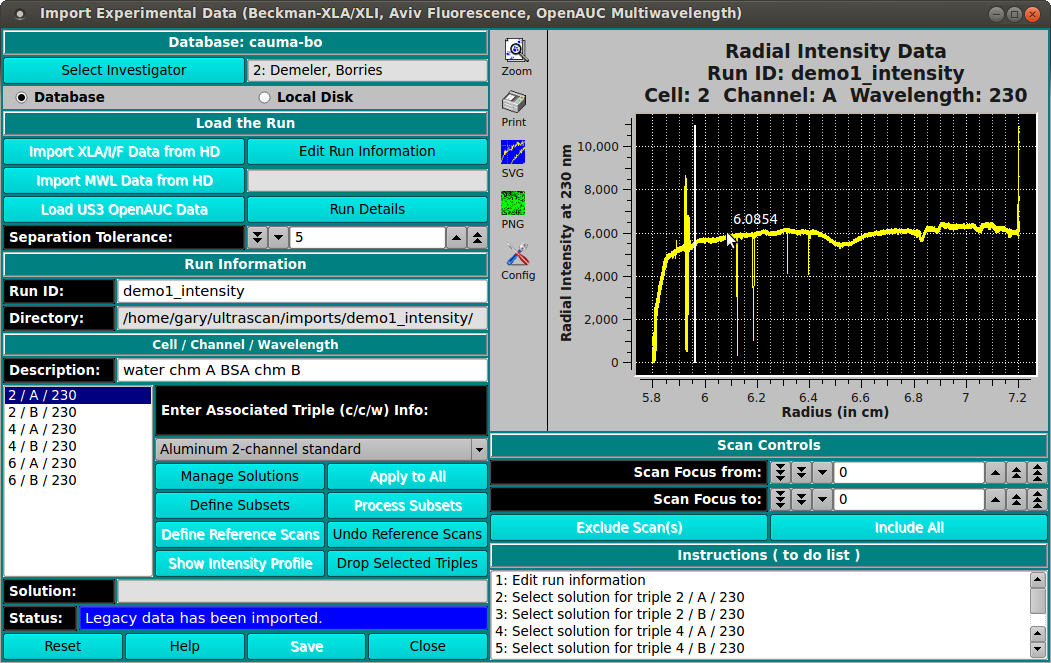 Import Experimental Data (Beckman-XLA/XLI, Aviv Fluorescence, OpenAUC Multiwavelength)
Database: cauma-bo
Select Investigator
2: Demeler, Borries
Database
Local Disk
Load the Run
Import XLA/I/F Data from HD
Edit Run Information
Import MWL Data from HD
Load US3 OpenAUC Data
Run Details
Separation Tolerance:
5
Run Information
Run ID:
demo1_intensity
Directory:
/home/gary/ultrascan/imports/demo1_intensity/
Cell / Channel / Wavelength
Description:
water chm A BSA chm B
2 / A / 230
2 / B / 230
4 / A / 230
4 / B / 230
6 / A / 230
6 / B / 230
Enter Associated Triple (c/c/w) Info:
Aluminum 2-channel standard
Manage Solutions
Apply to All
Define Subsets
Process Subsets
Define Reference Scans
Undo Reference Scans
Show Intensity Profile
Drop Selected Triples
Solution:
Status:
Legacy data has been imported.
Reset
Help
Save
Close
Zoom
Print
SVG
PNG
Config
Radial Intensity Data
Run ID: demo1_intensity
Cell: 2 Channel: A Wavelength: 230
Radial Intensity at 230 nm
10,000
8,000
6,000
4,000
2,000
0
6.0854
5.8
6
6.2
6.4
6.6
6.8
7
7.2
Radius (in cm)
Scan Controls
Scan Focus from:
0
Scan Focus to:
0
Exclude Scan(s)
Include All
Instructions ( to do list )
1: Edit run information
2: Select solution for triple 2 / A / 230
3: Select solution for triple 2 / B / 230
4: Select solution for triple 4 / A / 230
5: Select solution for triple 4 / B / 230